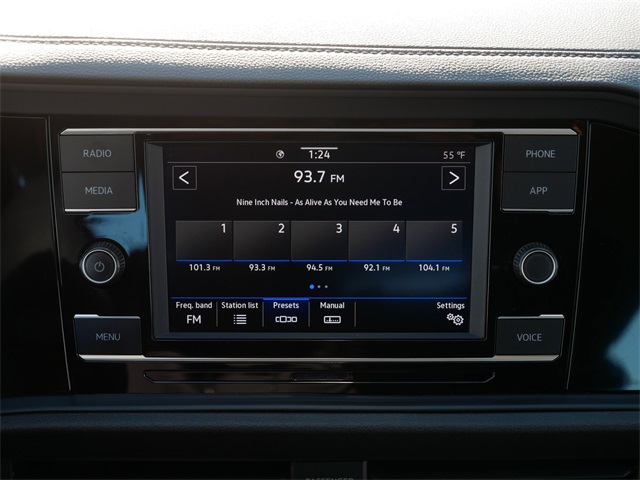 RADIO
MEDIA
MENU
1:24
55 °F
93.7 FM
Nine Inch Nails - As Alive As You Need Me To Be
1 2 3 4 5
101.3 FM 93.3 FM 94.5 FM 92.1 FM 104.1 FM
Freq. band Station list Presets Manual Settings
FM
PHONE
APP
VOICE